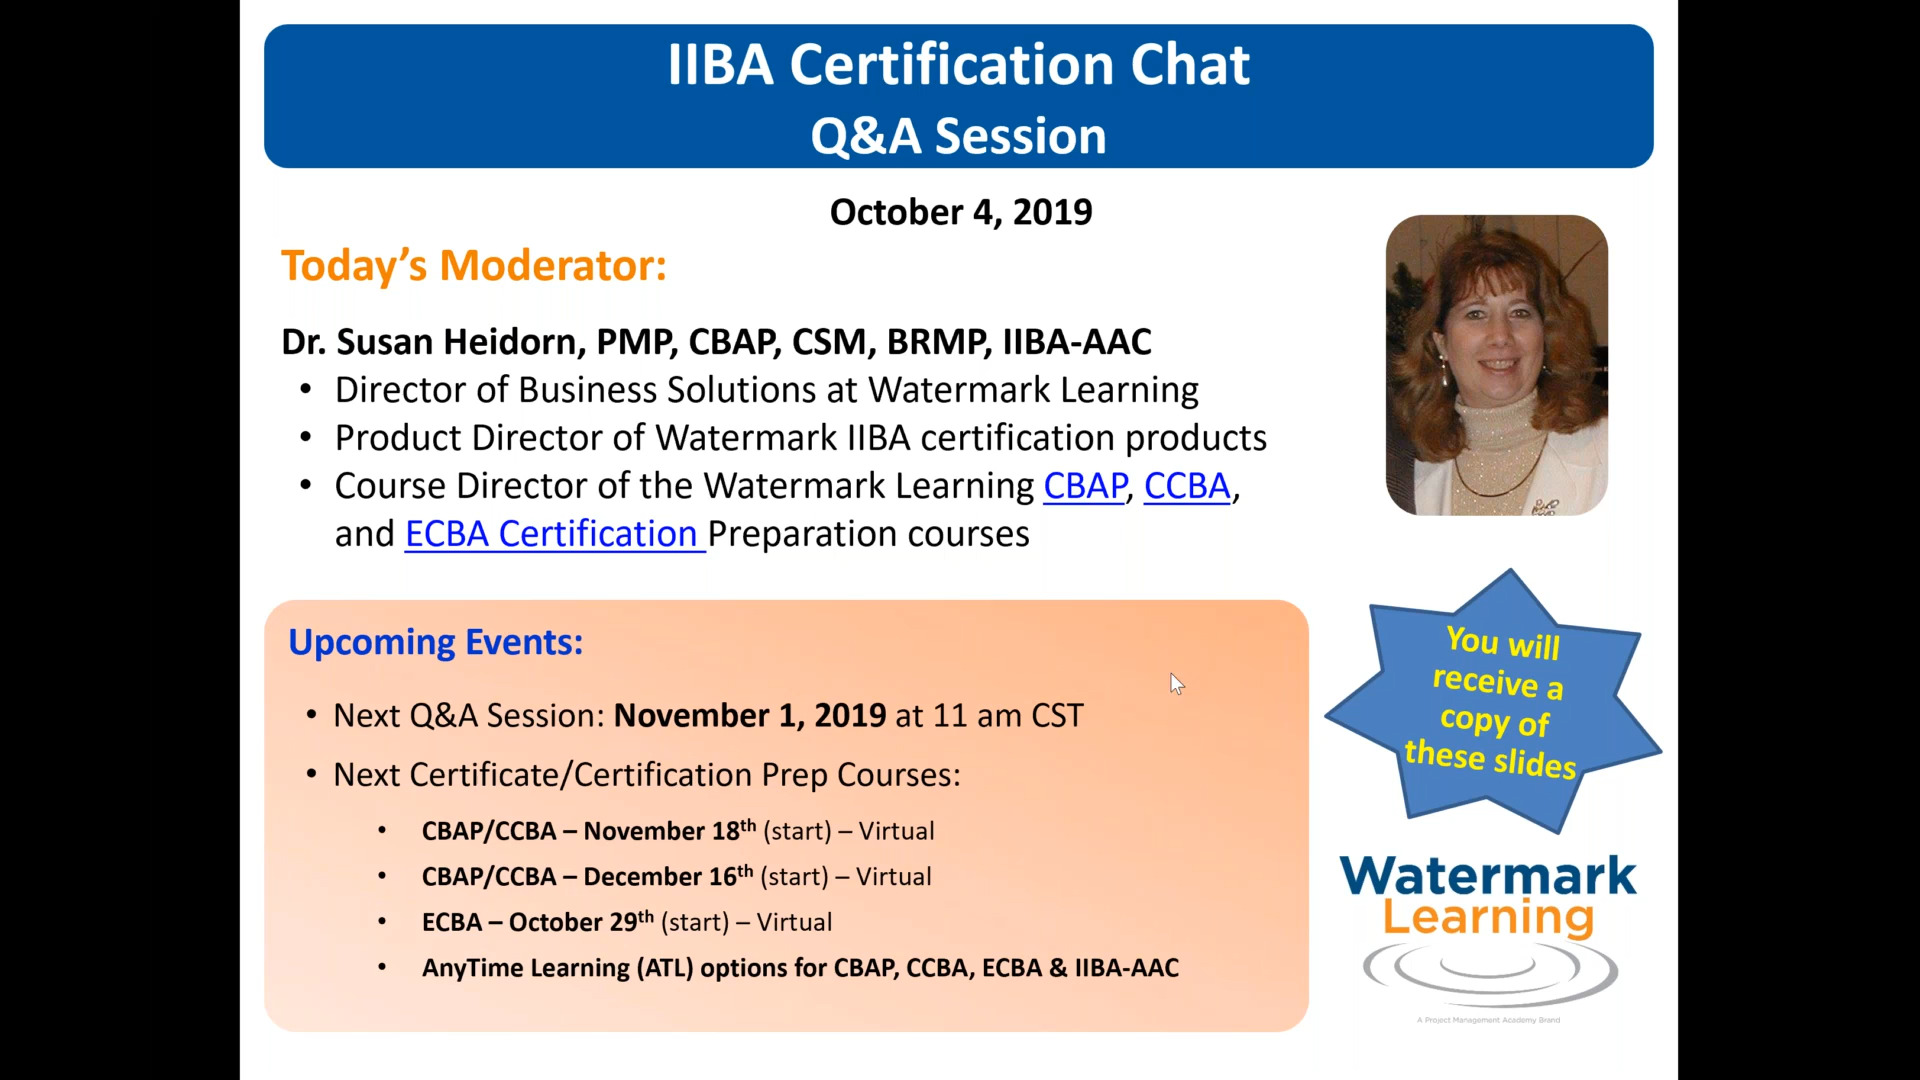 IIBA Certification Chat
Q&A Session
October 4, 2019
Today’s Moderator:
Dr. Susan Heidorn, PMP, CBAP, CSM, BRMP, IIBA-AAC
• Director of Business Solutions at Watermark Learning
• Product Director of Watermark IIBA certification products
• Course Director of the Watermark Learning CBAP, CCBA,
and ECBA Certification Preparation courses
Upcoming Events:
• Next Q&A Session: November 1, 2019 at 11 am CST
• Next Certificate/Certification Prep Courses:
• CBAP/CCBA – November 18th (start) – Virtual
• CBAP/CCBA – December 16th (start) – Virtual
• ECBA – October 29th (start) – Virtual
• AnyTime Learning (ATL) options for CBAP, CCBA, ECBA & IIBA-AAC
You will
receive a
copy of
these slides
Watermark
Learning
A Project Management Academy Brand